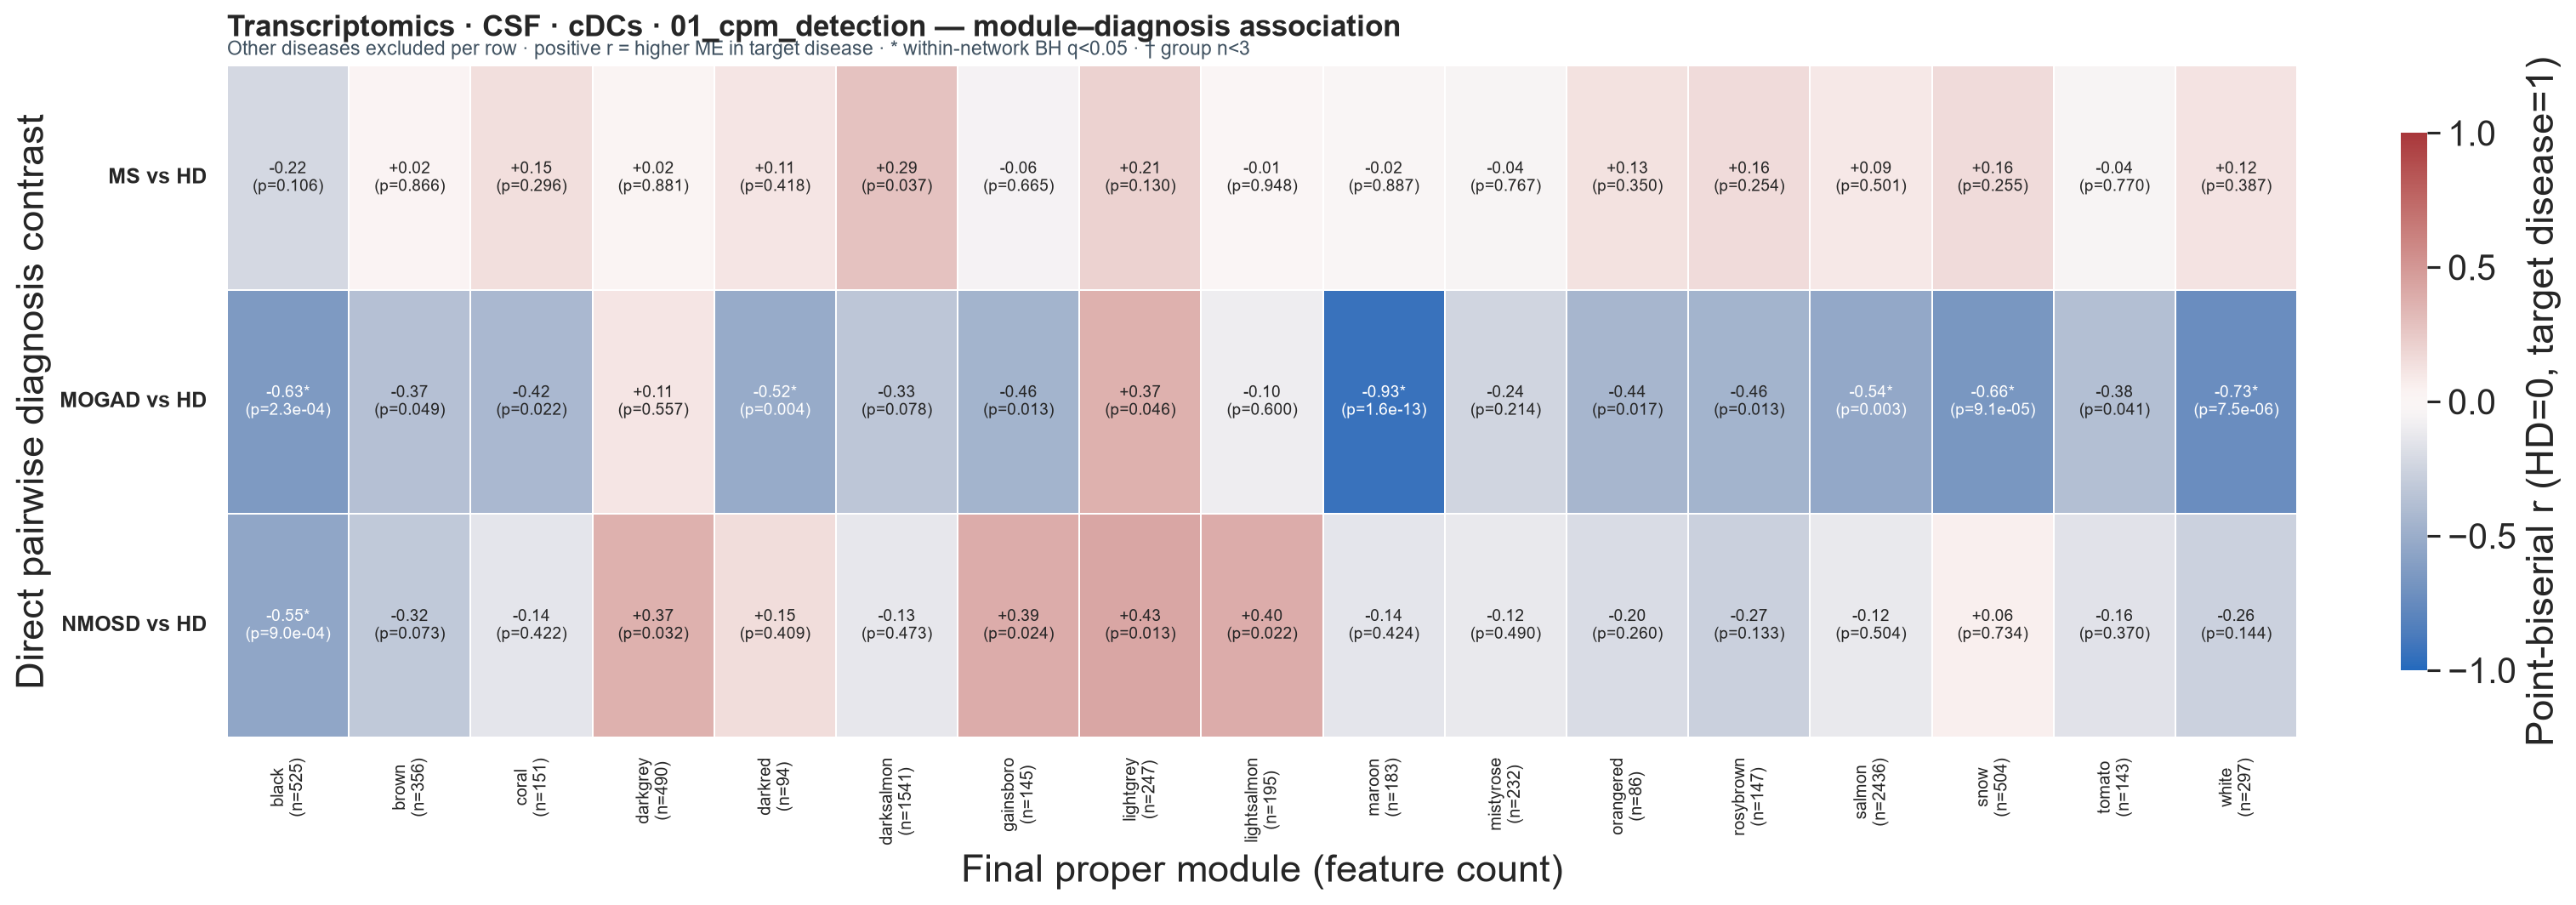 Transcriptomics · CSF · cDCs · 01_cpm_detection — module–diagnosis association
Other diseases excluded per row · positive r = higher ME in target disease · * within-network BH q<0.05 · † group n<3
Direct pairwise diagnosis contrast
MS vs HD
-0.22
(p=0.106)
+0.02
(p=0.866)
+0.15
(p=0.296)
+0.02
(p=0.881)
+0.11
(p=0.418)
+0.29
(p=0.037)
-0.06
(p=0.665)
+0.21
(p=0.130)
-0.01
(p=0.948)
-0.02
(p=0.887)
-0.04
(p=0.767)
+0.13
(p=0.350)
+0.16
(p=0.254)
+0.09
(p=0.501)
+0.16
(p=0.255)
-0.04
(p=0.770)
+0.12
(p=0.387)
MOGAD vs HD
-0.63*
(p=2.3e-04)
-0.37
(p=0.049)
-0.42
(p=0.022)
+0.11
(p=0.557)
-0.52*
(p=0.004)
-0.33
(p=0.078)
-0.46
(p=0.013)
+0.37
(p=0.046)
-0.10
(p=0.600)
-0.93*
(p=1.6e-13)
-0.24
(p=0.214)
-0.44
(p=0.017)
-0.46
(p=0.013)
-0.54*
(p=0.003)
-0.66*
(p=9.1e-05)
-0.38
(p=0.041)
-0.73*
(p=7.5e-06)
NMOSD vs HD
-0.55*
(p=9.0e-04)
-0.32
(p=0.073)
-0.14
(p=0.422)
+0.37
(p=0.032)
+0.15
(p=0.409)
-0.13
(p=0.473)
+0.39
(p=0.024)
+0.43
(p=0.013)
+0.40
(p=0.022)
-0.14
(p=0.424)
-0.12
(p=0.490)
-0.20
(p=0.260)
-0.27
(p=0.133)
-0.12
(p=0.504)
+0.06
(p=0.734)
-0.16
(p=0.370)
-0.26
(p=0.144)
black
(n=525)
brown
(n=356)
coral
(n=151)
darkgrey
(n=490)
darkred
(n=94)
darksalmon
(n=1541)
gainsboro
(n=145)
lightgrey
(n=247)
lightsalmon
(n=195)
maroon
(n=183)
mistyrose
(n=232)
orangered
(n=86)
rosybrown
(n=147)
salmon
(n=2436)
snow
(n=504)
tomato
(n=143)
white
(n=297)
Final proper module (feature count)
1.0
0.5
0.0
−0.5
−1.0
Point-biserial r (HD=0, target disease=1)